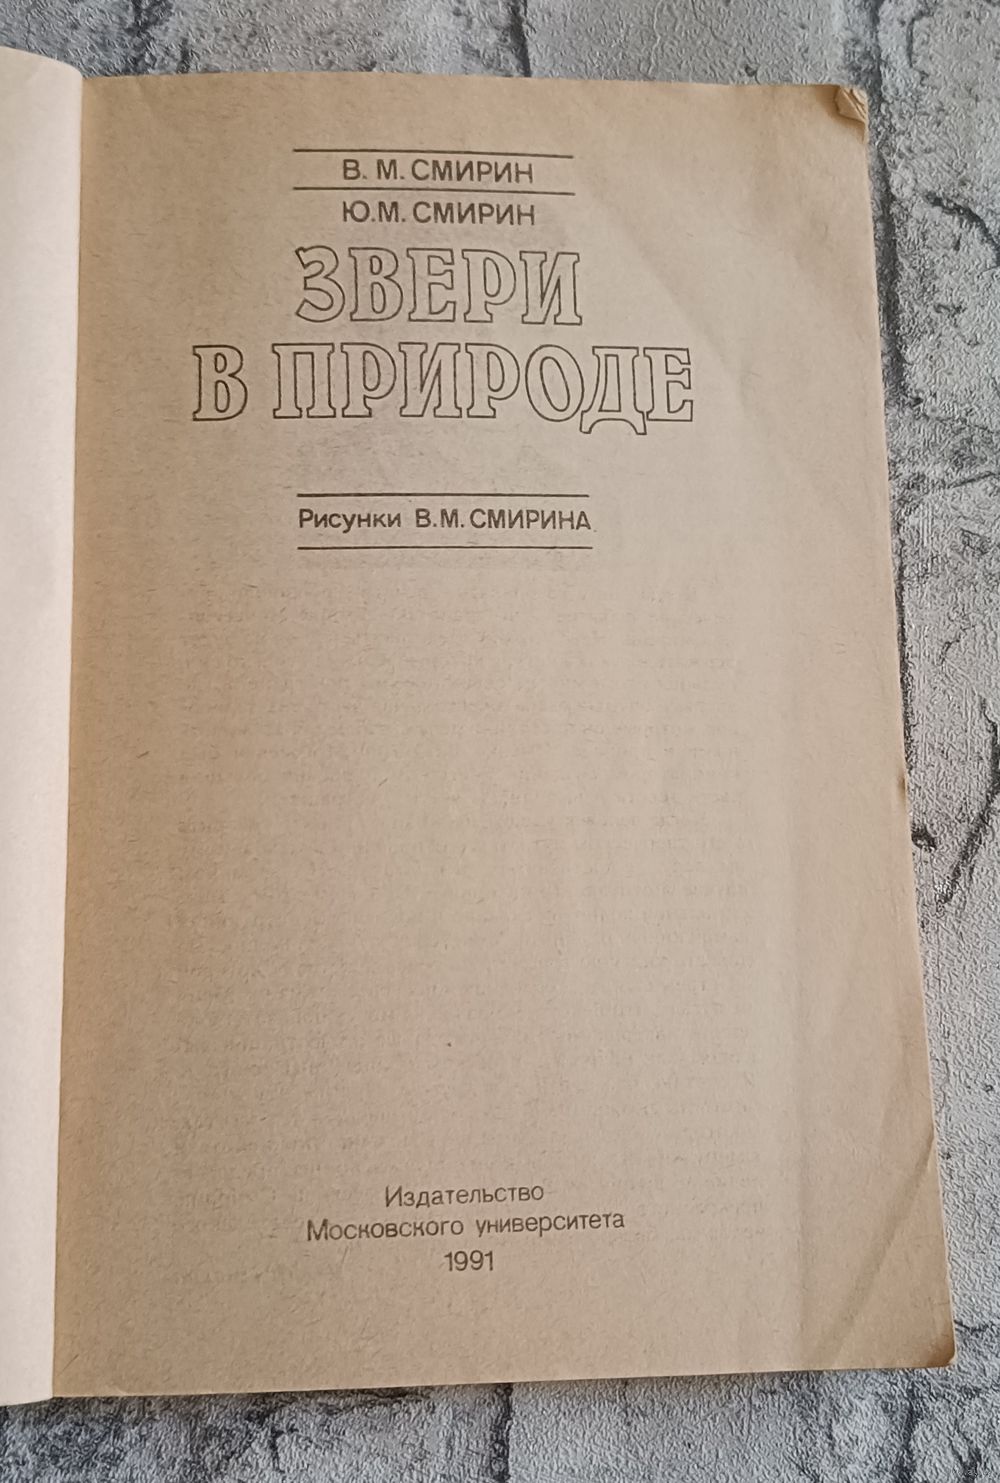 В. М. СМИРИН
Ю.М. СМИРИН
ЗВЕРИ
В ПРИРОДЕ
Рисунки В.М. СМИРИНА
Издательство
Московского университета
1991